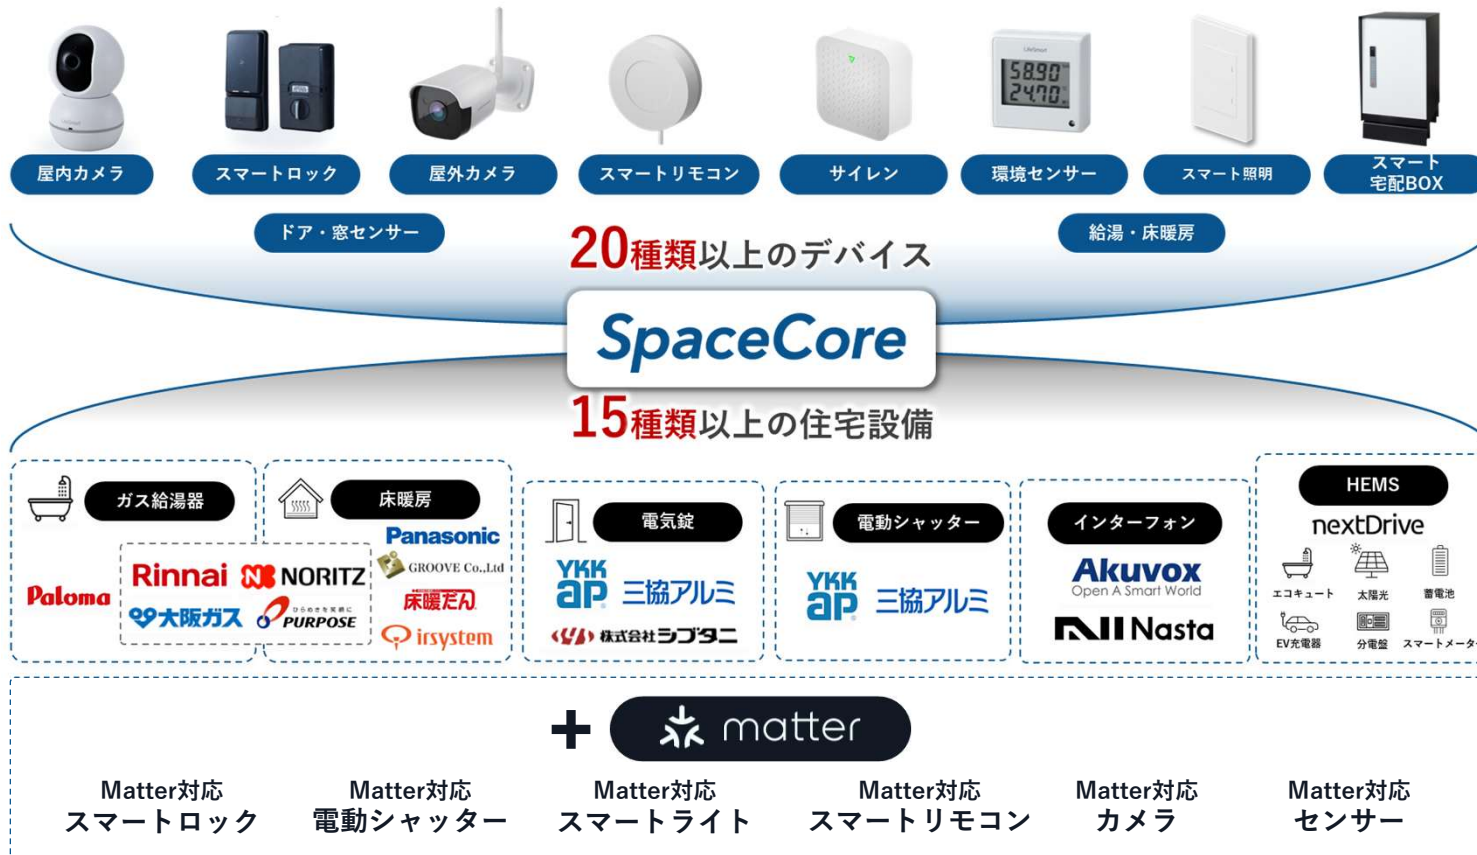 LifeSmart
LifeSmart
58.90
24.70
屋内カメラ
スマートロック
屋外カメラ
スマートリモコン
サイレン
環境センサー
スマート照明
スマート
宅配BOX
ドア・窓センサー
給湯・床暖房
20種類以上のデバイス
SpaceCore
15種類以上の住宅設備
ガス給湯器
床暖房
電気錠
電動シャッター
インターフォン
HEMS
Paloma
Rinnai
NORITZ
大阪ガス
ひらめきを笑顔に
PURPOSE
Panasonic
GROOVE Co.,Ltd
床暖だん
irsystem
YKK
ap
三協アルミ
株式会社シブタニ
YKK
ap
三協アルミ
Akuvox
Open A Smart World
Nasta
nextDrive
エコキュート
太陽光
蓄電池
EV充電器
分電盤
スマートメーター
+ matter
Matter対応
スマートロック
Matter対応
電動シャッター
Matter対応
スマートライト
Matter対応
スマートリモコン
Matter対応
カメラ
Matter対応
センサー